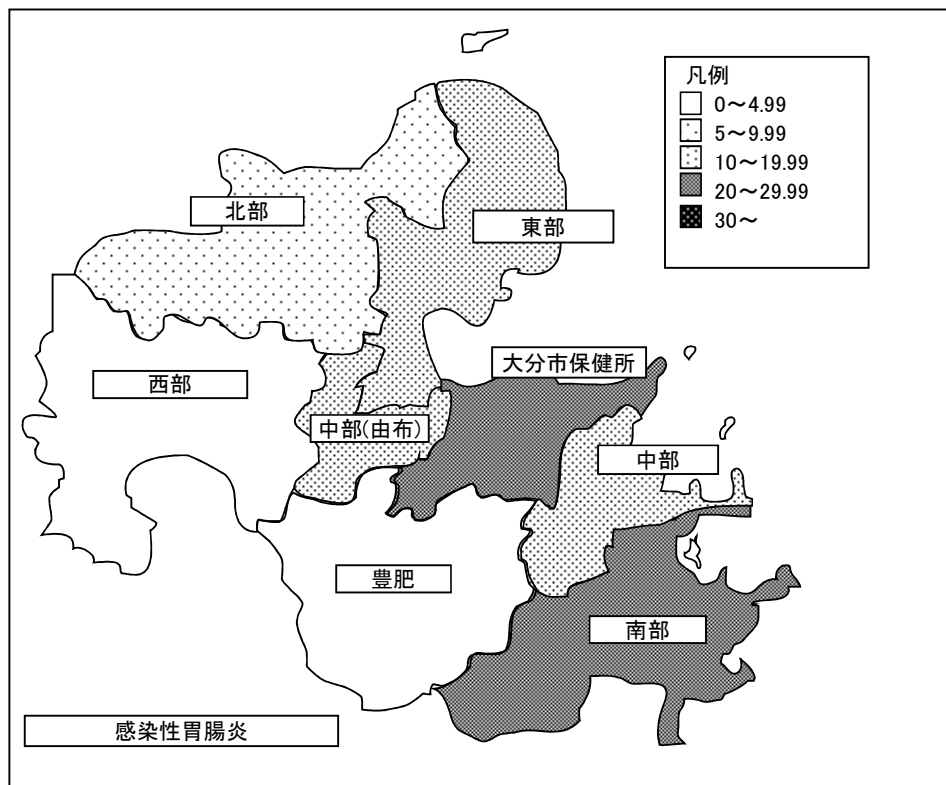 凡例
0～4.99
5～9.99
10～19.99
20～29.99
30～
北部
東部
大分市保健所
西部
中部(由布)
中部
豊肥
南部
感染性胃腸炎